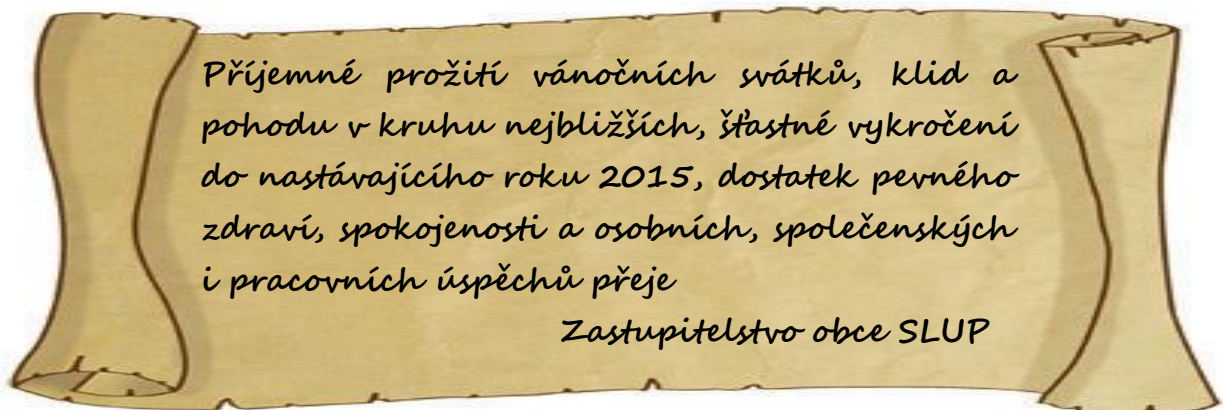 Příjemné prožití vánočních svátků, klid a
pohodu v kruhu nejbližších, šťastné vykročení
do nastávajícího roku 2015, dostatek pevného
zdraví, spokojenosti a osobních, společenských
i pracovních úspěchů přeje
Zastupitelstvo obce SLUP